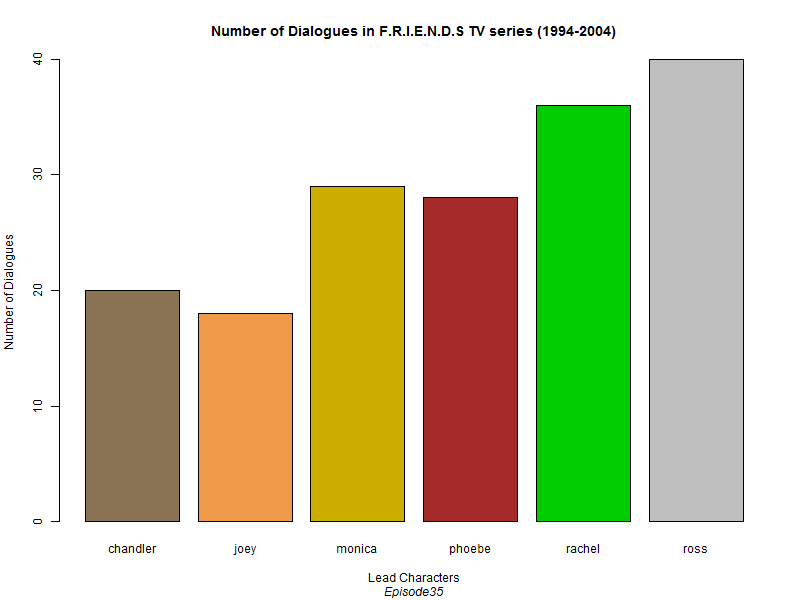 Number of Dialogues in F.R.I.E.N.D.S TV series (1994-2004)
Number of Dialogues
40
30
20
10
0
chandler joey monica phoebe rachel ross
Lead Characters
Episode35